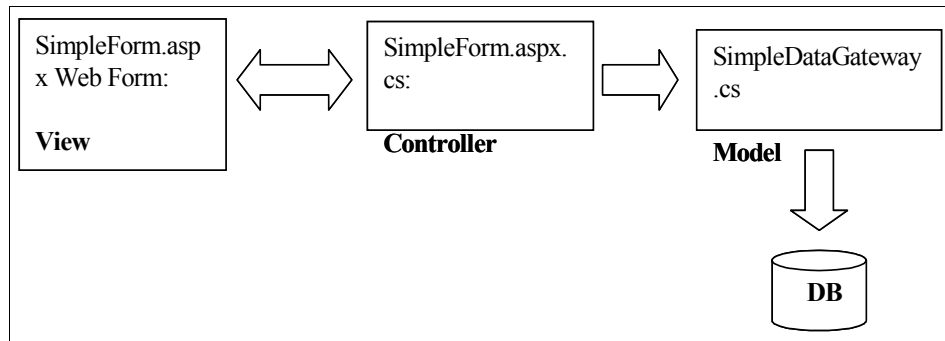 SimpleForm.asp
x Web Form:
View
SimpleForm.aspx.
cs:
Controller
SimpleDataGateway
.cs
Model
DB